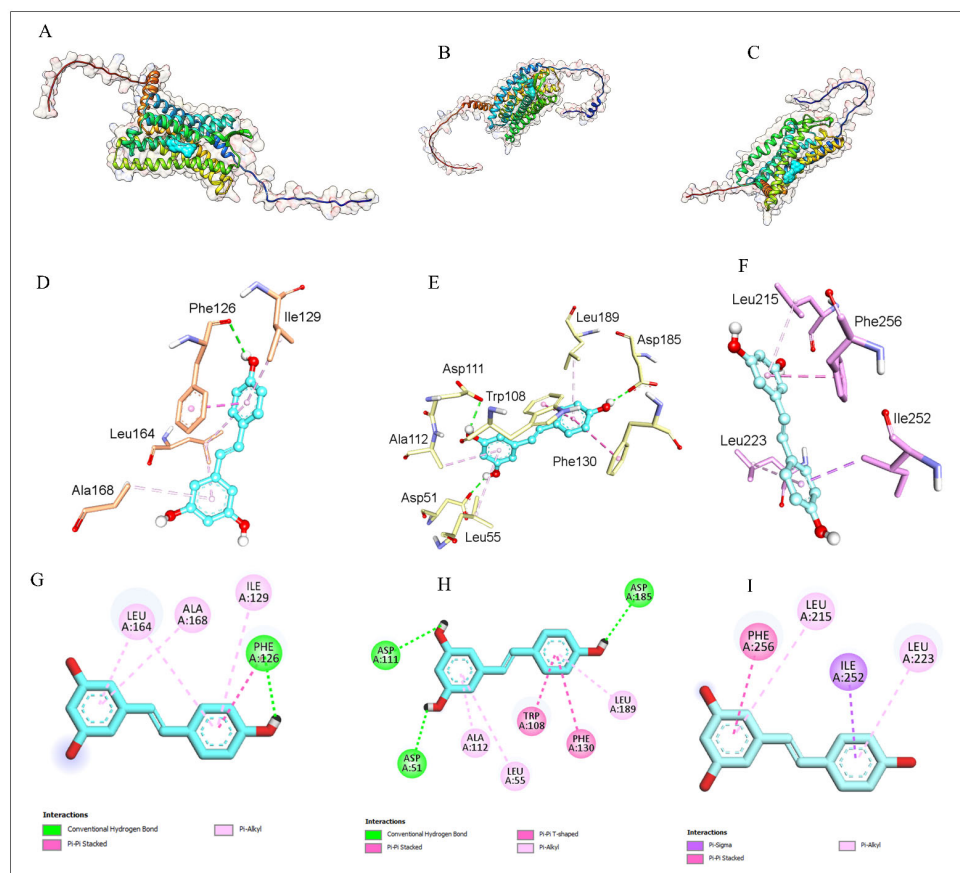 A
B
C
D
Phe126
Ile129
Leu164
Ala168
E
Leu189
Asp185
Asp111
Trp108
Ala112
Phe130
Asp51
Leu55
F
Leu215
Phe256
Ile252
Leu223
G
LEU
A:164
ALA
A:168
ILE
A:129
PHE
A:126
Interactions
Conventional Hydrogen Bond
Pi-Pi Stacked
Pi-Alkyl
H
ASP
A:185
ASP
A:111
LEU
A:189
TRP
A:108
PHE
A:130
ALA
A:112
LEU
A:55
ASP
A:51
Interactions
Conventional Hydrogen Bond
Pi-Pi Stacked
Pi-Pi T-shaped
Pi-Alkyl
I
PHE
A:256
LEU
A:215
ILE
A:252
LEU
A:223
Interactions
Pi-Sigma
Pi-Pi Stacked
Pi-Alkyl